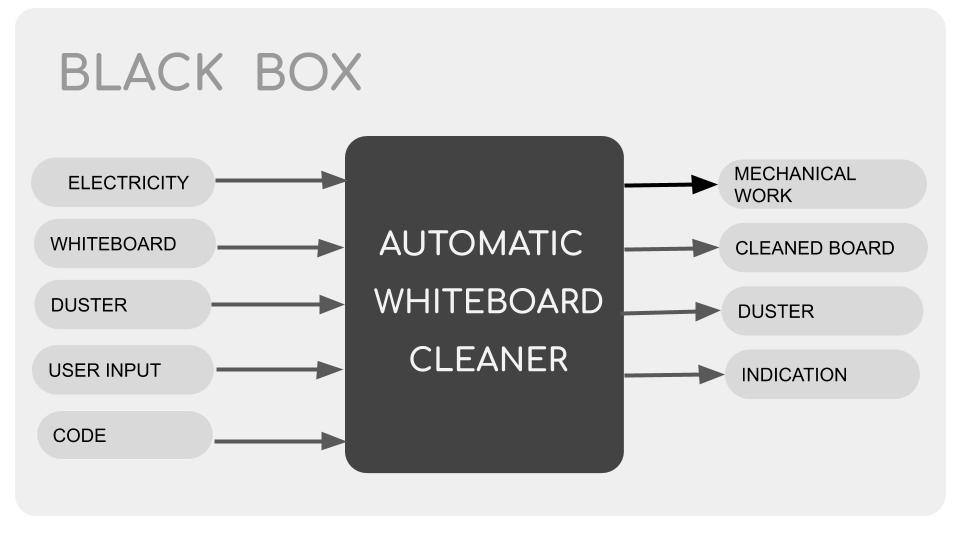 BLACK BOX
ELECTRICITY
WHITEBOARD
DUSTER
USER INPUT
CODE
AUTOMATIC
WHITEBOARD
CLEANER
MECHANICAL
WORK
CLEANED BOARD
DUSTER
INDICATION